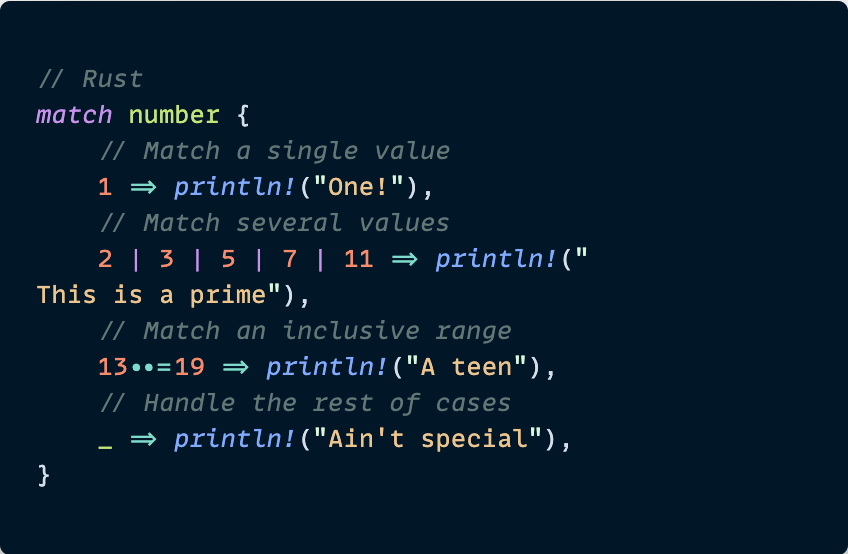 // Rust
match number {
    // Match a single value
    1 => println!("One!"),
    // Match several values
    2 | 3 | 5 | 7 | 11 => println!("
This is a prime"),
    // Match an inclusive range
    13..=19 => println!("A teen"),
    // Handle the rest of cases
    _ => println!("Ain't special"),
}